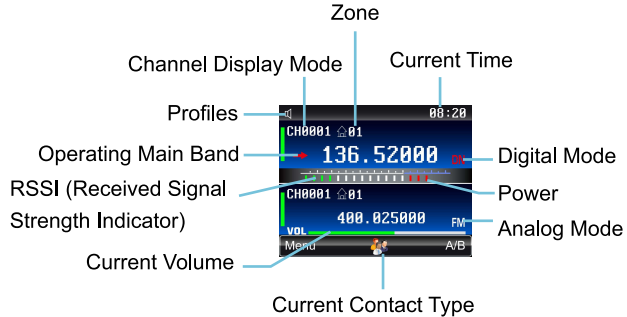 Zone
Channel Display Mode
Current Time
Profiles
08:20
CH0001 01
Operating Main Band
136.52000
Digital Mode
RSSI (Received Signal
Strength Indicator)
Power
CH0001 01
400.025000
FM
Analog Mode
VOL
Menu
A/B
Current Volume
Current Contact Type